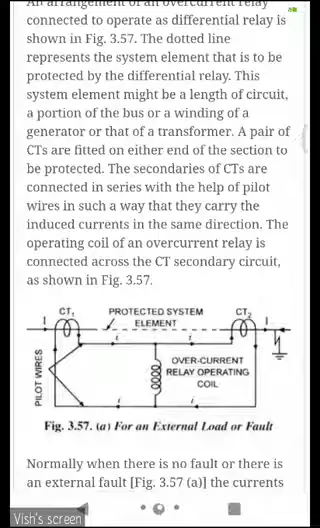 An arrangement of an overcurrent relay
connected to operate as differential relay is
shown in Fig. 3.57. The dotted line
represents the system element that is to be
protected by the differential relay. This
system element might be a length of circuit,
a portion of the bus or a winding of a
generator or that of a transformer. A pair of
CTs are fitted on either end of the section to
be protected. The secondaries of CTs are
connected in series with the help of pilot
wires in such a way that they carry the
induced currents in the same direction. The
operating coil of an overcurrent relay is
connected across the CT secondary circuit,
as shown in Fig. 3.57.
CT1 PROTECTED SYSTEM CT2
I ELEMENT I
i i
PILOT WIRES
OVER-CURRENT
RELAY OPERATING
COIL
i i
Fig. 3.57. (a) For an External Load or Fault
Normally when there is no fault or there is
an external fault [Fig. 3.57 (a)] the currents
Vish's screen